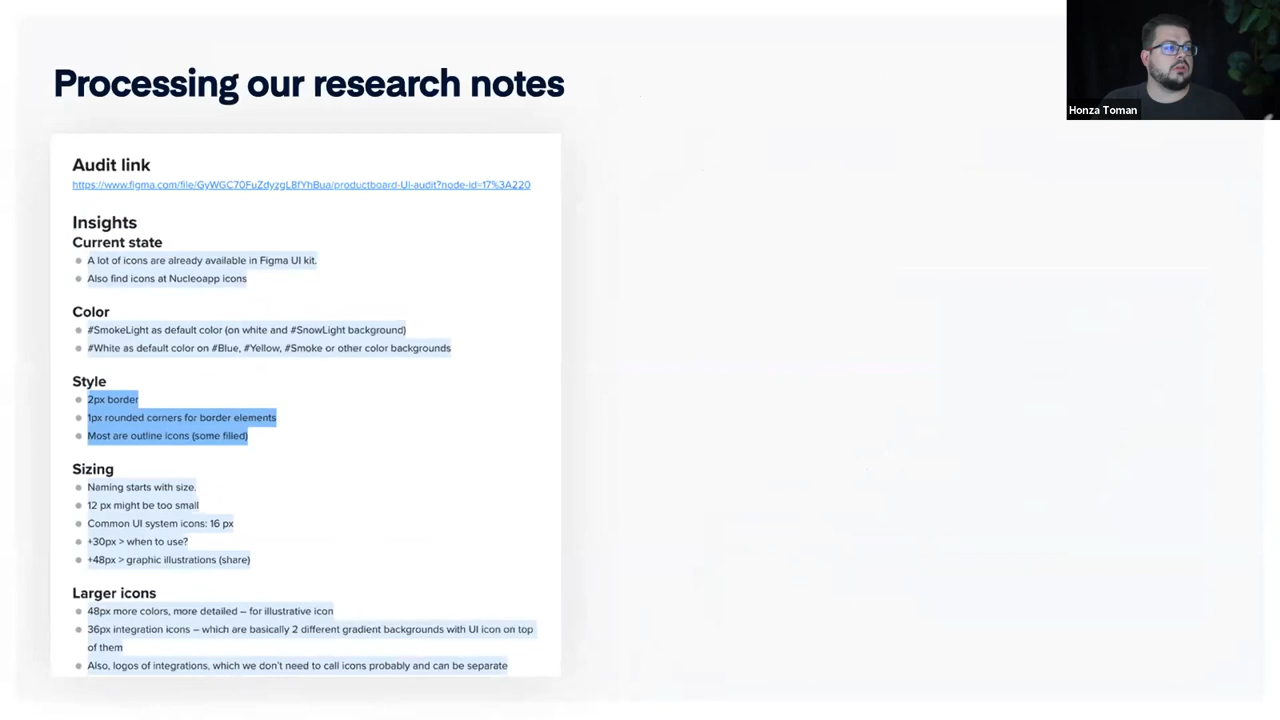 Processing our research notes
Honza Toman
Audit link
https://www.figma.com/file/GyWGC70FuZdyzgL8fYhBua/productboard-UI-audit?node-id=17%3A220
Insights
Current state
A lot of icons are already available in Figma UI kit.
Also find icons at Nucleoapp icons
Color
#SmokeLight as default color (on white and #SnowLight background)
#White as default color on #Blue, #Yellow, #Smoke or other color backgrounds
Style
2px border
1px rounded corners for border elements
Most are outline icons (some filled)
Sizing
Naming starts with size.
12 px might be too small
Common UI system icons: 16 px
+30px > when to use?
+48px > graphic illustrations (share)
Larger icons
48px more colors, more detailed – for illustrative icon
36px integration icons – which are basically 2 different gradient backgrounds with UI icon on top
of them
Also, logos of integrations, which we don't need to call icons probably and can be separate